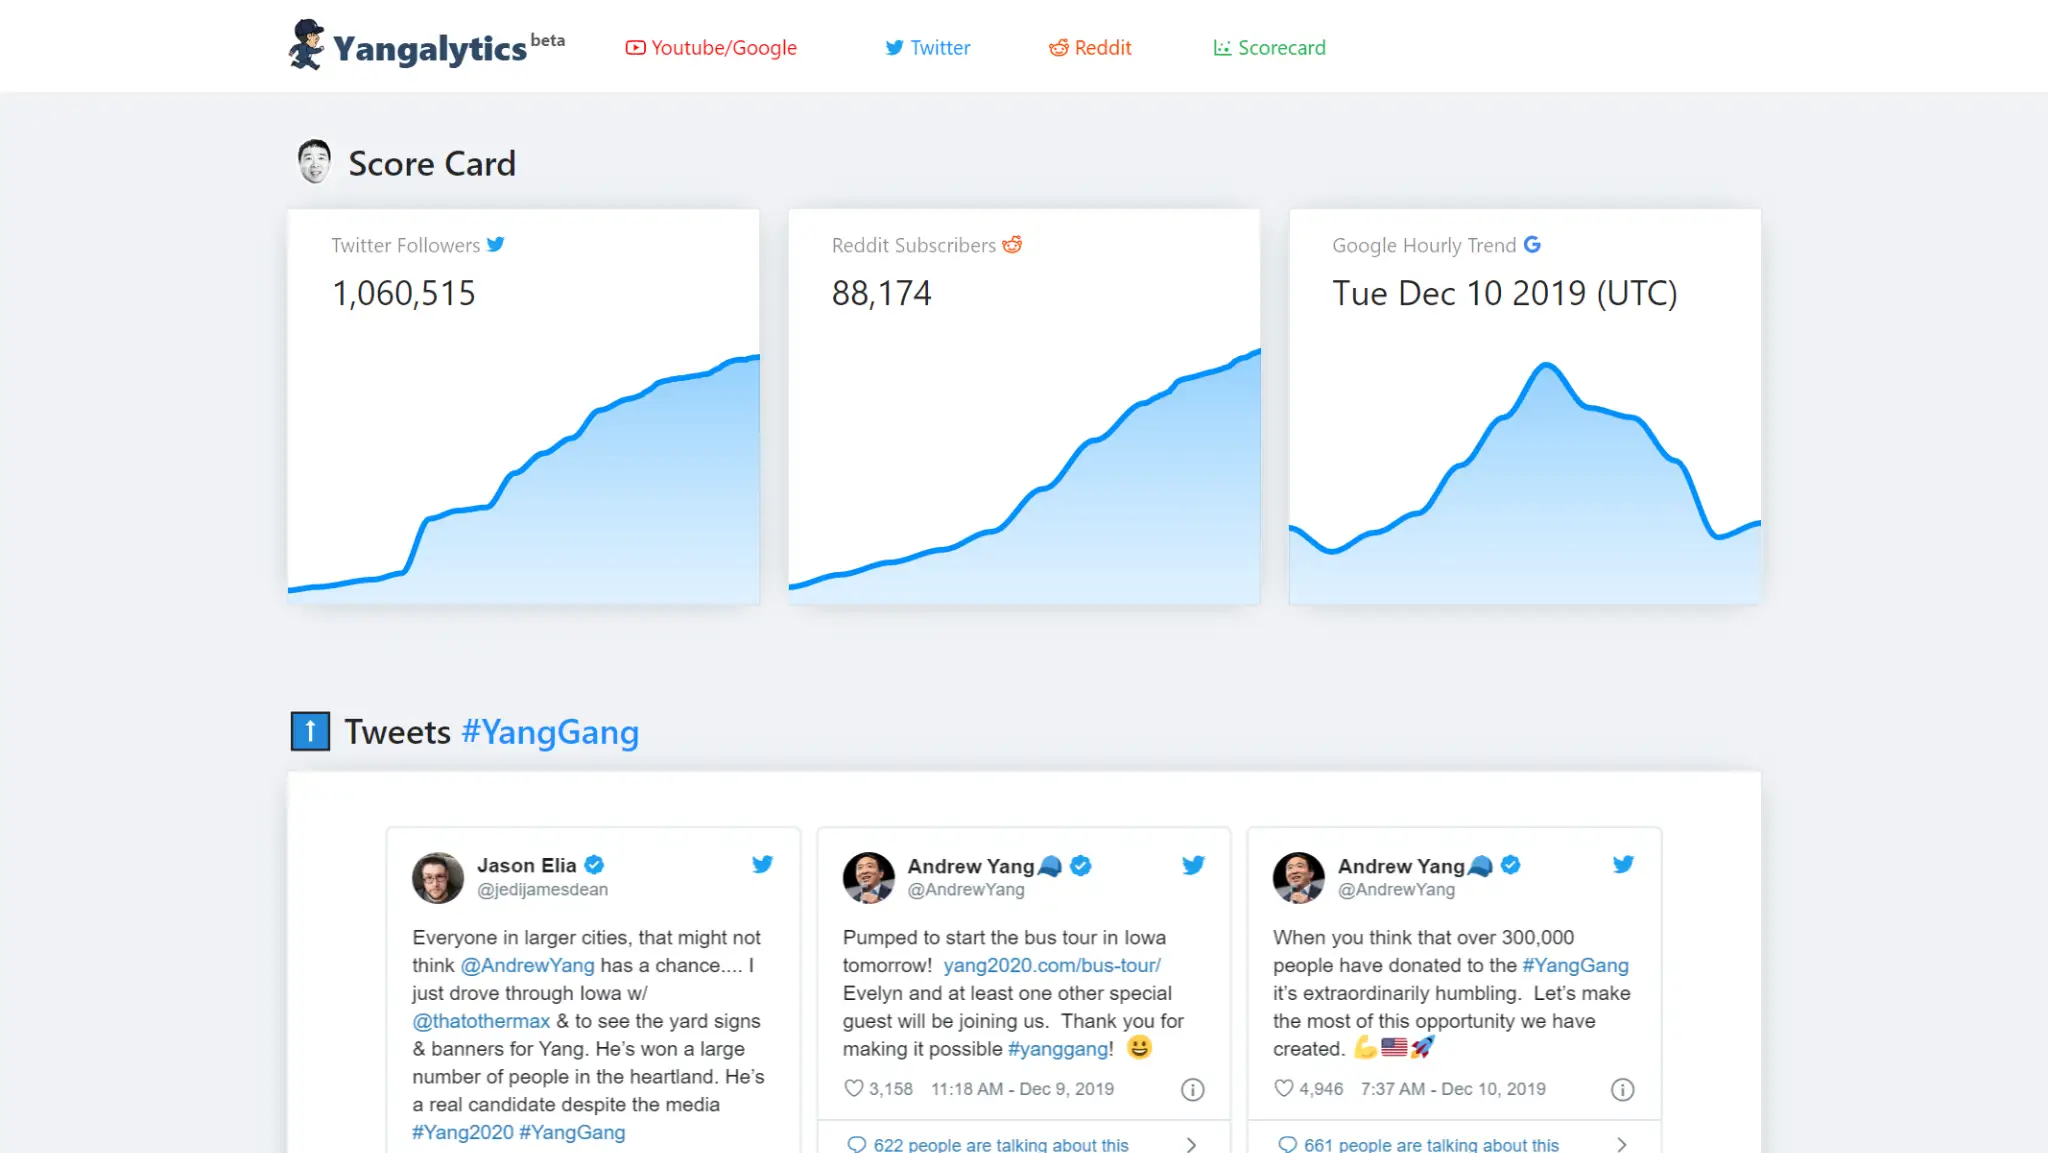 Yangalytics beta
Youtube/Google
Twitter
Reddit
Scorecard
Score Card
Twitter Followers
1,060,515
Reddit Subscribers
88,174
Google Hourly Trend
Tue Dec 10 2019 (UTC)
Tweets #YangGang
Jason Elia
@jedijamesdean
Everyone in larger cities, that might not
think @AndrewYang has a chance.... I
just drove through Iowa w/
@thatothermax & to see the yard signs
& banners for Yang. He’s won a large
number of people in the heartland. He’s
a real candidate despite the media
#Yang2020 #YangGang
Andrew Yang🧢
@AndrewYang
Pumped to start the bus tour in Iowa
tomorrow! yang2020.com/bus-tour/
Evelyn and at least one other special
guest will be joining us. Thank you for
making it possible #yanggang! 😀
3,158 11:18 AM - Dec 9, 2019
622 people are talking about this
Andrew Yang🧢
@AndrewYang
When you think that over 300,000
people have donated to the #YangGang
it’s extraordinarily humbling. Let’s make
the most of this opportunity we have
created. 💪🇺🇸🚀
4,946 7:37 AM - Dec 10, 2019
661 people are talking about this